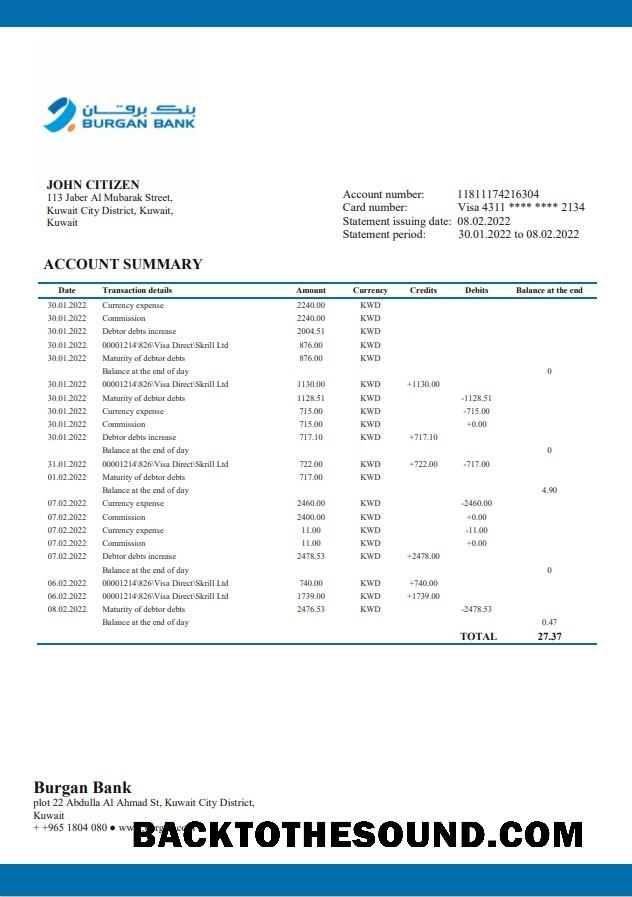 بنك برقان
BURGAN BANK
JOHN CITIZEN
113 Jaber Al Mubarak Street,
Kuwait City District, Kuwait,
Kuwait
Account number: 11811174216304
Card number: Visa 4311 **** **** 2134
Statement issuing date: 08.02.2022
Statement period: 30.01.2022 to 08.02.2022
ACCOUNT SUMMARY
Date Transaction details Amount Currency Credits Debits Balance at the end
30.01.2022 Currency expense 2240.00 KWD
30.01.2022 Commission 2240.00 KWD
30.01.2022 Debtor debts increase 2004.51 KWD
30.01.2022 00001214\826\Visa Direct\Skrill Ltd 876.00 KWD
30.01.2022 Maturity of debtor debts 876.00 KWD
Balance at the end of day 0
30.01.2022 00001214\826\Visa Direct\Skrill Ltd 1130.00 KWD +1130.00
30.01.2022 Maturity of debtor debts 1128.51 KWD -1128.51
30.01.2022 Currency expense 715.00 KWD -715.00
30.01.2022 Commission 715.00 KWD +0.00
30.01.2022 Debtor debts increase 717.10 KWD +717.10
Balance at the end of day 0
31.01.2022 00001214\826\Visa Direct\Skrill Ltd 722.00 KWD +722.00 -717.00
01.02.2022 Maturity of debtor debts 717.00 KWD
Balance at the end of day 4.90
07.02.2022 Currency expense 2460.00 KWD -2460.00
07.02.2022 Commission 2400.00 KWD +0.00
07.02.2022 Currency expense 11.00 KWD -11.00
07.02.2022 Commission 11.00 KWD +0.00
07.02.2022 Debtor debts increase 2478.53 KWD +2478.00
Balance at the end of day 0
06.02.2022 00001214\826\Visa Direct\Skrill Ltd 740.00 KWD +740.00
06.02.2022 00001214\826\Visa Direct\Skrill Ltd 1739.00 KWD +1739.00
08.02.2022 Maturity of debtor debts 2476.53 KWD -2478.53
Balance at the end of day 0.47
TOTAL 27.37
Burgan Bank
plot 22 Abdulla Al Ahmad St, Kuwait City District,
Kuwait
+ +965 1804 080 ●
BACKTOTHESOUND.COM